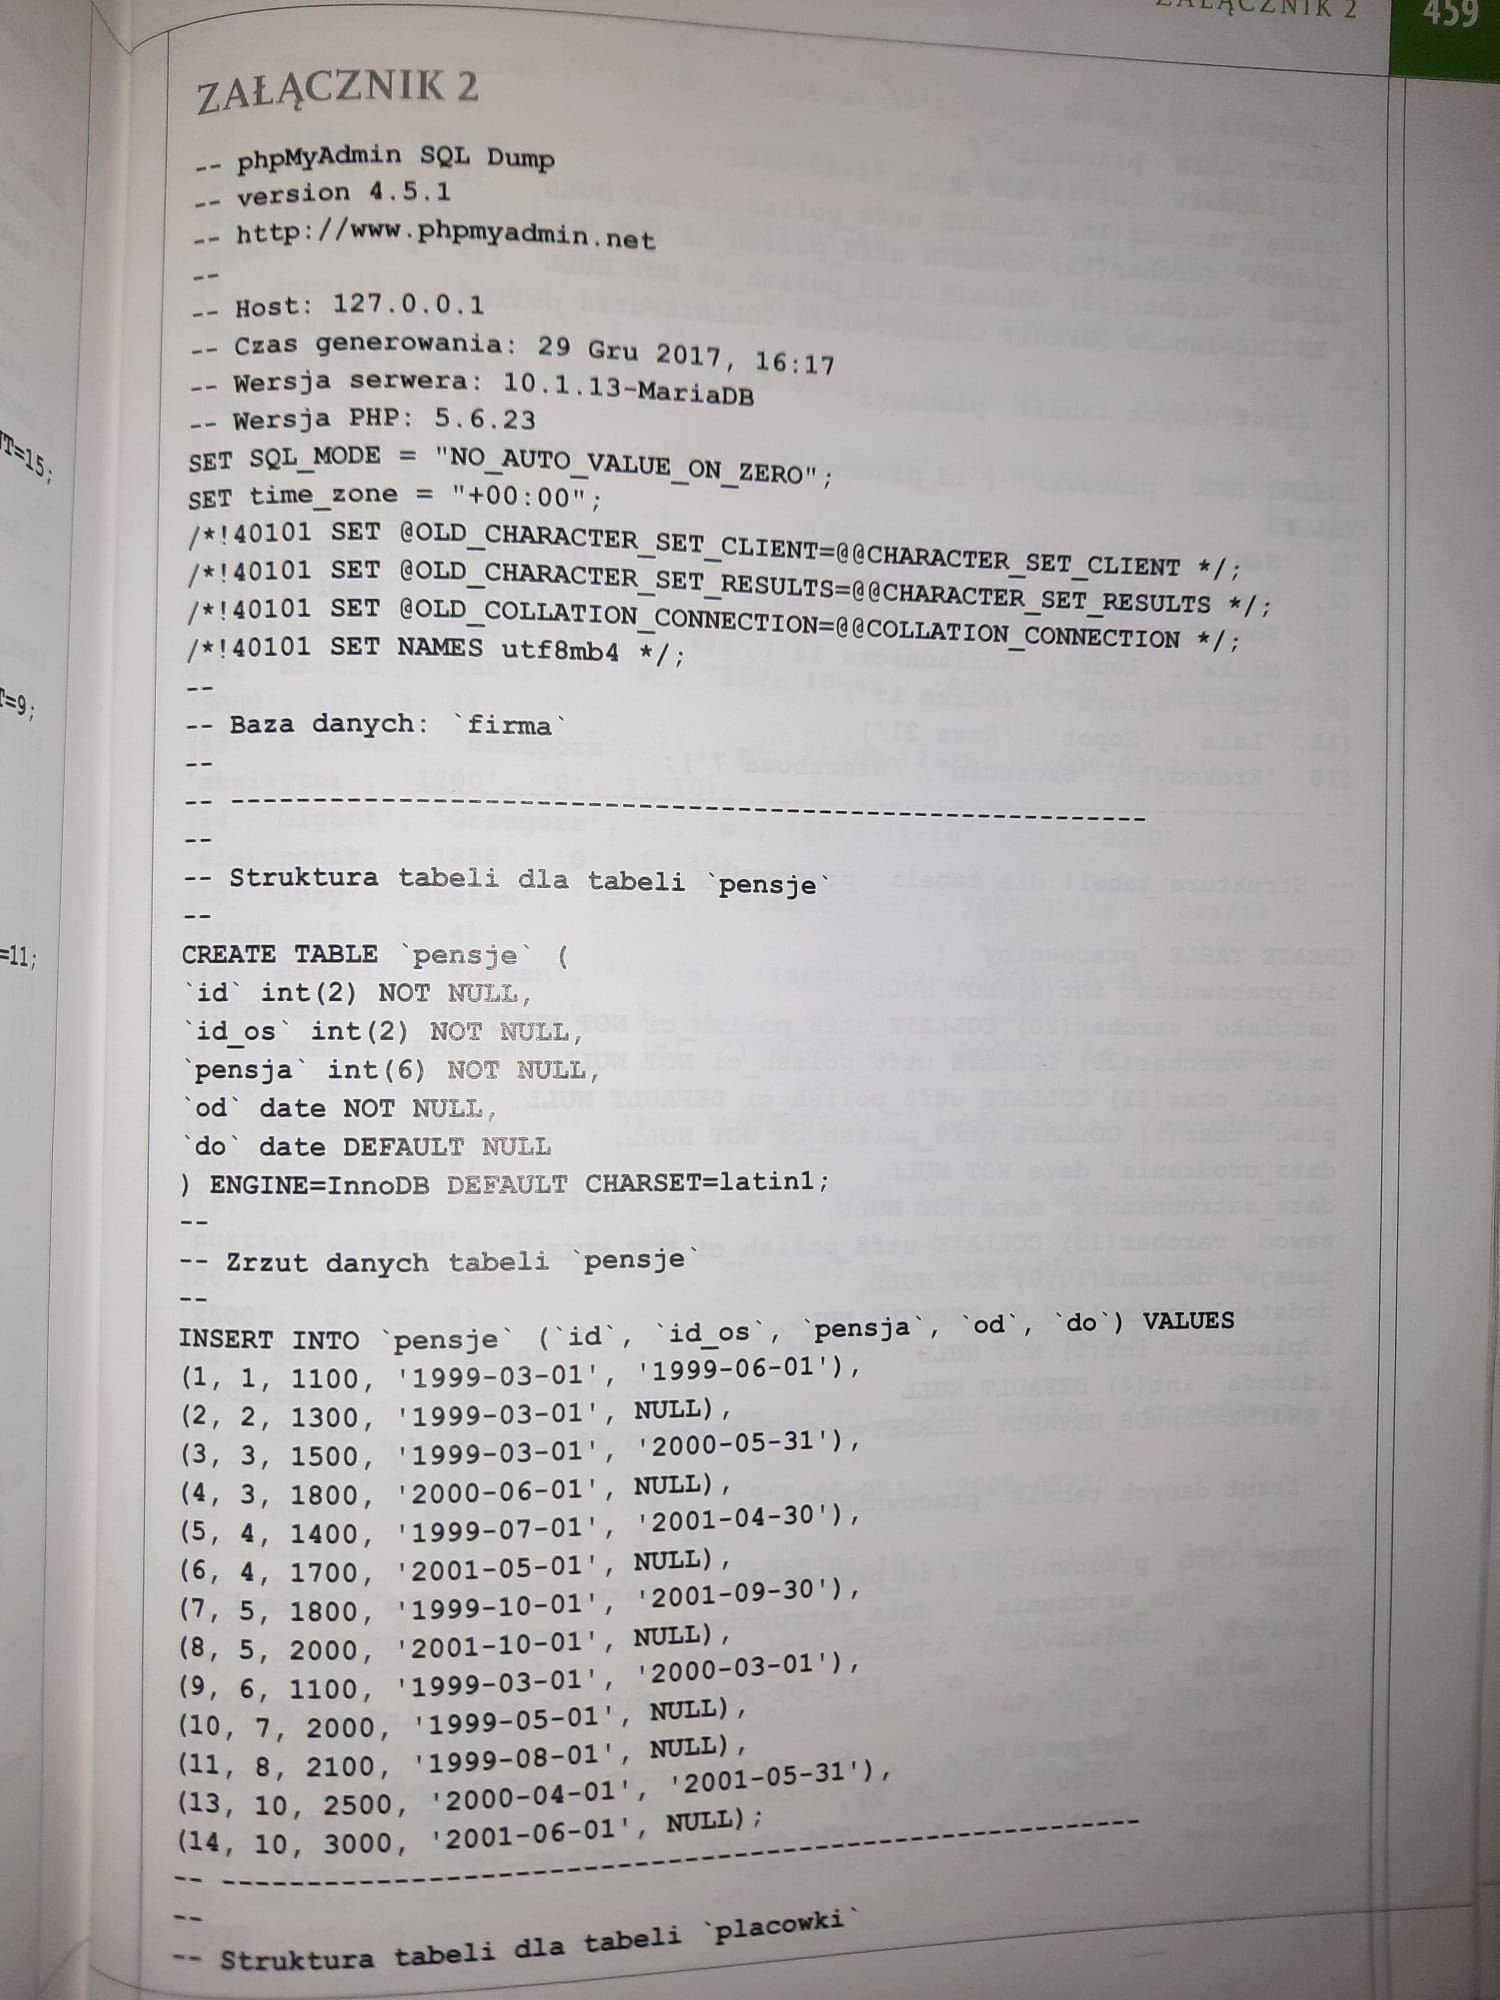 ZAŁĄCZNIK 2
459
ZAŁĄCZNIK 2
-- phpMyAdmin SQL Dump
-- version 4.5.1
-- http://www.phpmyadmin.net
--
-- Host: 127.0.0.1
-- Czas generowania: 29 Gru 2017, 16:17
-- Wersja serwera: 10.1.13-MariaDB
-- Wersja PHP: 5.6.23
SET SQL_MODE = "NO_AUTO_VALUE_ON_ZERO";
SET time_zone = "+00:00";
/*!40101 SET @OLD_CHARACTER_SET_CLIENT=@@CHARACTER_SET_CLIENT */;
/*!40101 SET @OLD_CHARACTER_SET_RESULTS=@@CHARACTER_SET_RESULTS */;
/*!40101 SET @OLD_COLLATION_CONNECTION=@@COLLATION_CONNECTION */;
/*!40101 SET NAMES utf8mb4 */;
--
-- Baza danych: `firma`
--
-- --------------------------------------------------------
--
-- Struktura tabeli dla tabeli `pensje`
--
CREATE TABLE `pensje` (
`id` int(2) NOT NULL,
`id_os` int(2) NOT NULL,
`pensja` int(6) NOT NULL,
`od` date NOT NULL,
`do` date DEFAULT NULL
) ENGINE=InnoDB DEFAULT CHARSET=latin1;
--
-- Zrzut danych tabeli `pensje`
--
INSERT INTO `pensje` (`id`, `id_os`, `pensja`, `od`, `do`) VALUES
(1, 1, 1100, '1999-03-01', '1999-06-01'),
(2, 2, 1300, '1999-03-01', NULL),
(3, 3, 1500, '1999-03-01', '2000-05-31'),
(4, 3, 1800, '2000-06-01', NULL),
(5, 4, 1400, '1999-07-01', '2001-04-30'),
(6, 4, 1700, '2001-05-01', NULL),
(7, 5, 1800, '1999-10-01', '2001-09-30'),
(8, 5, 2000, '2001-10-01', NULL),
(9, 6, 1100, '1999-03-01', '2000-03-01'),
(10, 7, 2000, '1999-05-01', NULL),
(11, 8, 2100, '1999-08-01', NULL),
(13, 10, 2500, '2000-04-01', '2001-05-31'),
(14, 10, 3000, '2001-06-01', NULL);
-- --------------------------------------------------------
--
-- Struktura tabeli dla tabeli `placowki`
=15;
=9;
=11;